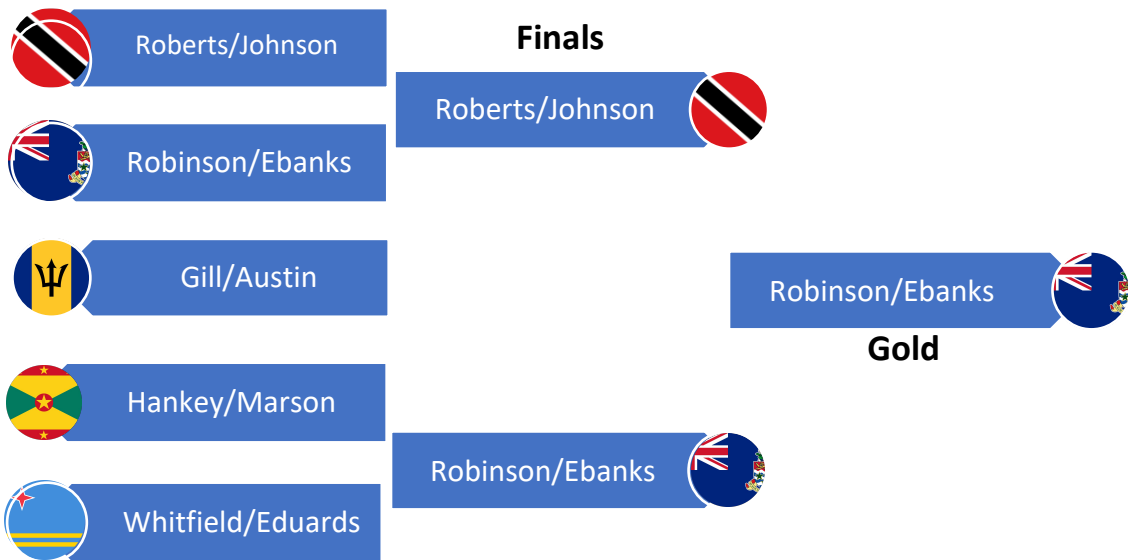 Roberts/Johnson
Robinson/Ebanks
Gill/Austin
Hankey/Marson
Whitfield/Eduards
Finals
Roberts/Johnson
Robinson/Ebanks
Robinson/Ebanks
Gold